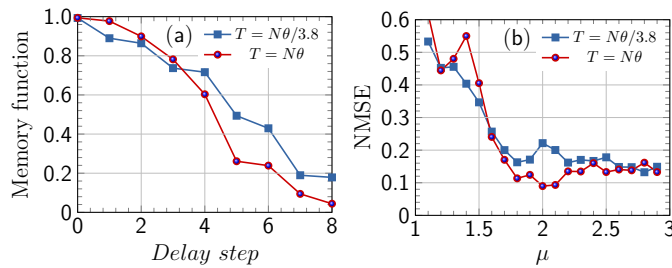 (a)
T = Nθ/3.8
T = Nθ
Memory function
1.0
0.8
0.6
0.4
0.2
0.0
0 2 4 6 8
Delay step
(b)
T = Nθ/3.8
T = Nθ
NMSE
0.6
0.5
0.4
0.3
0.2
0.1
0
1 1.5 2 2.5 3
μ